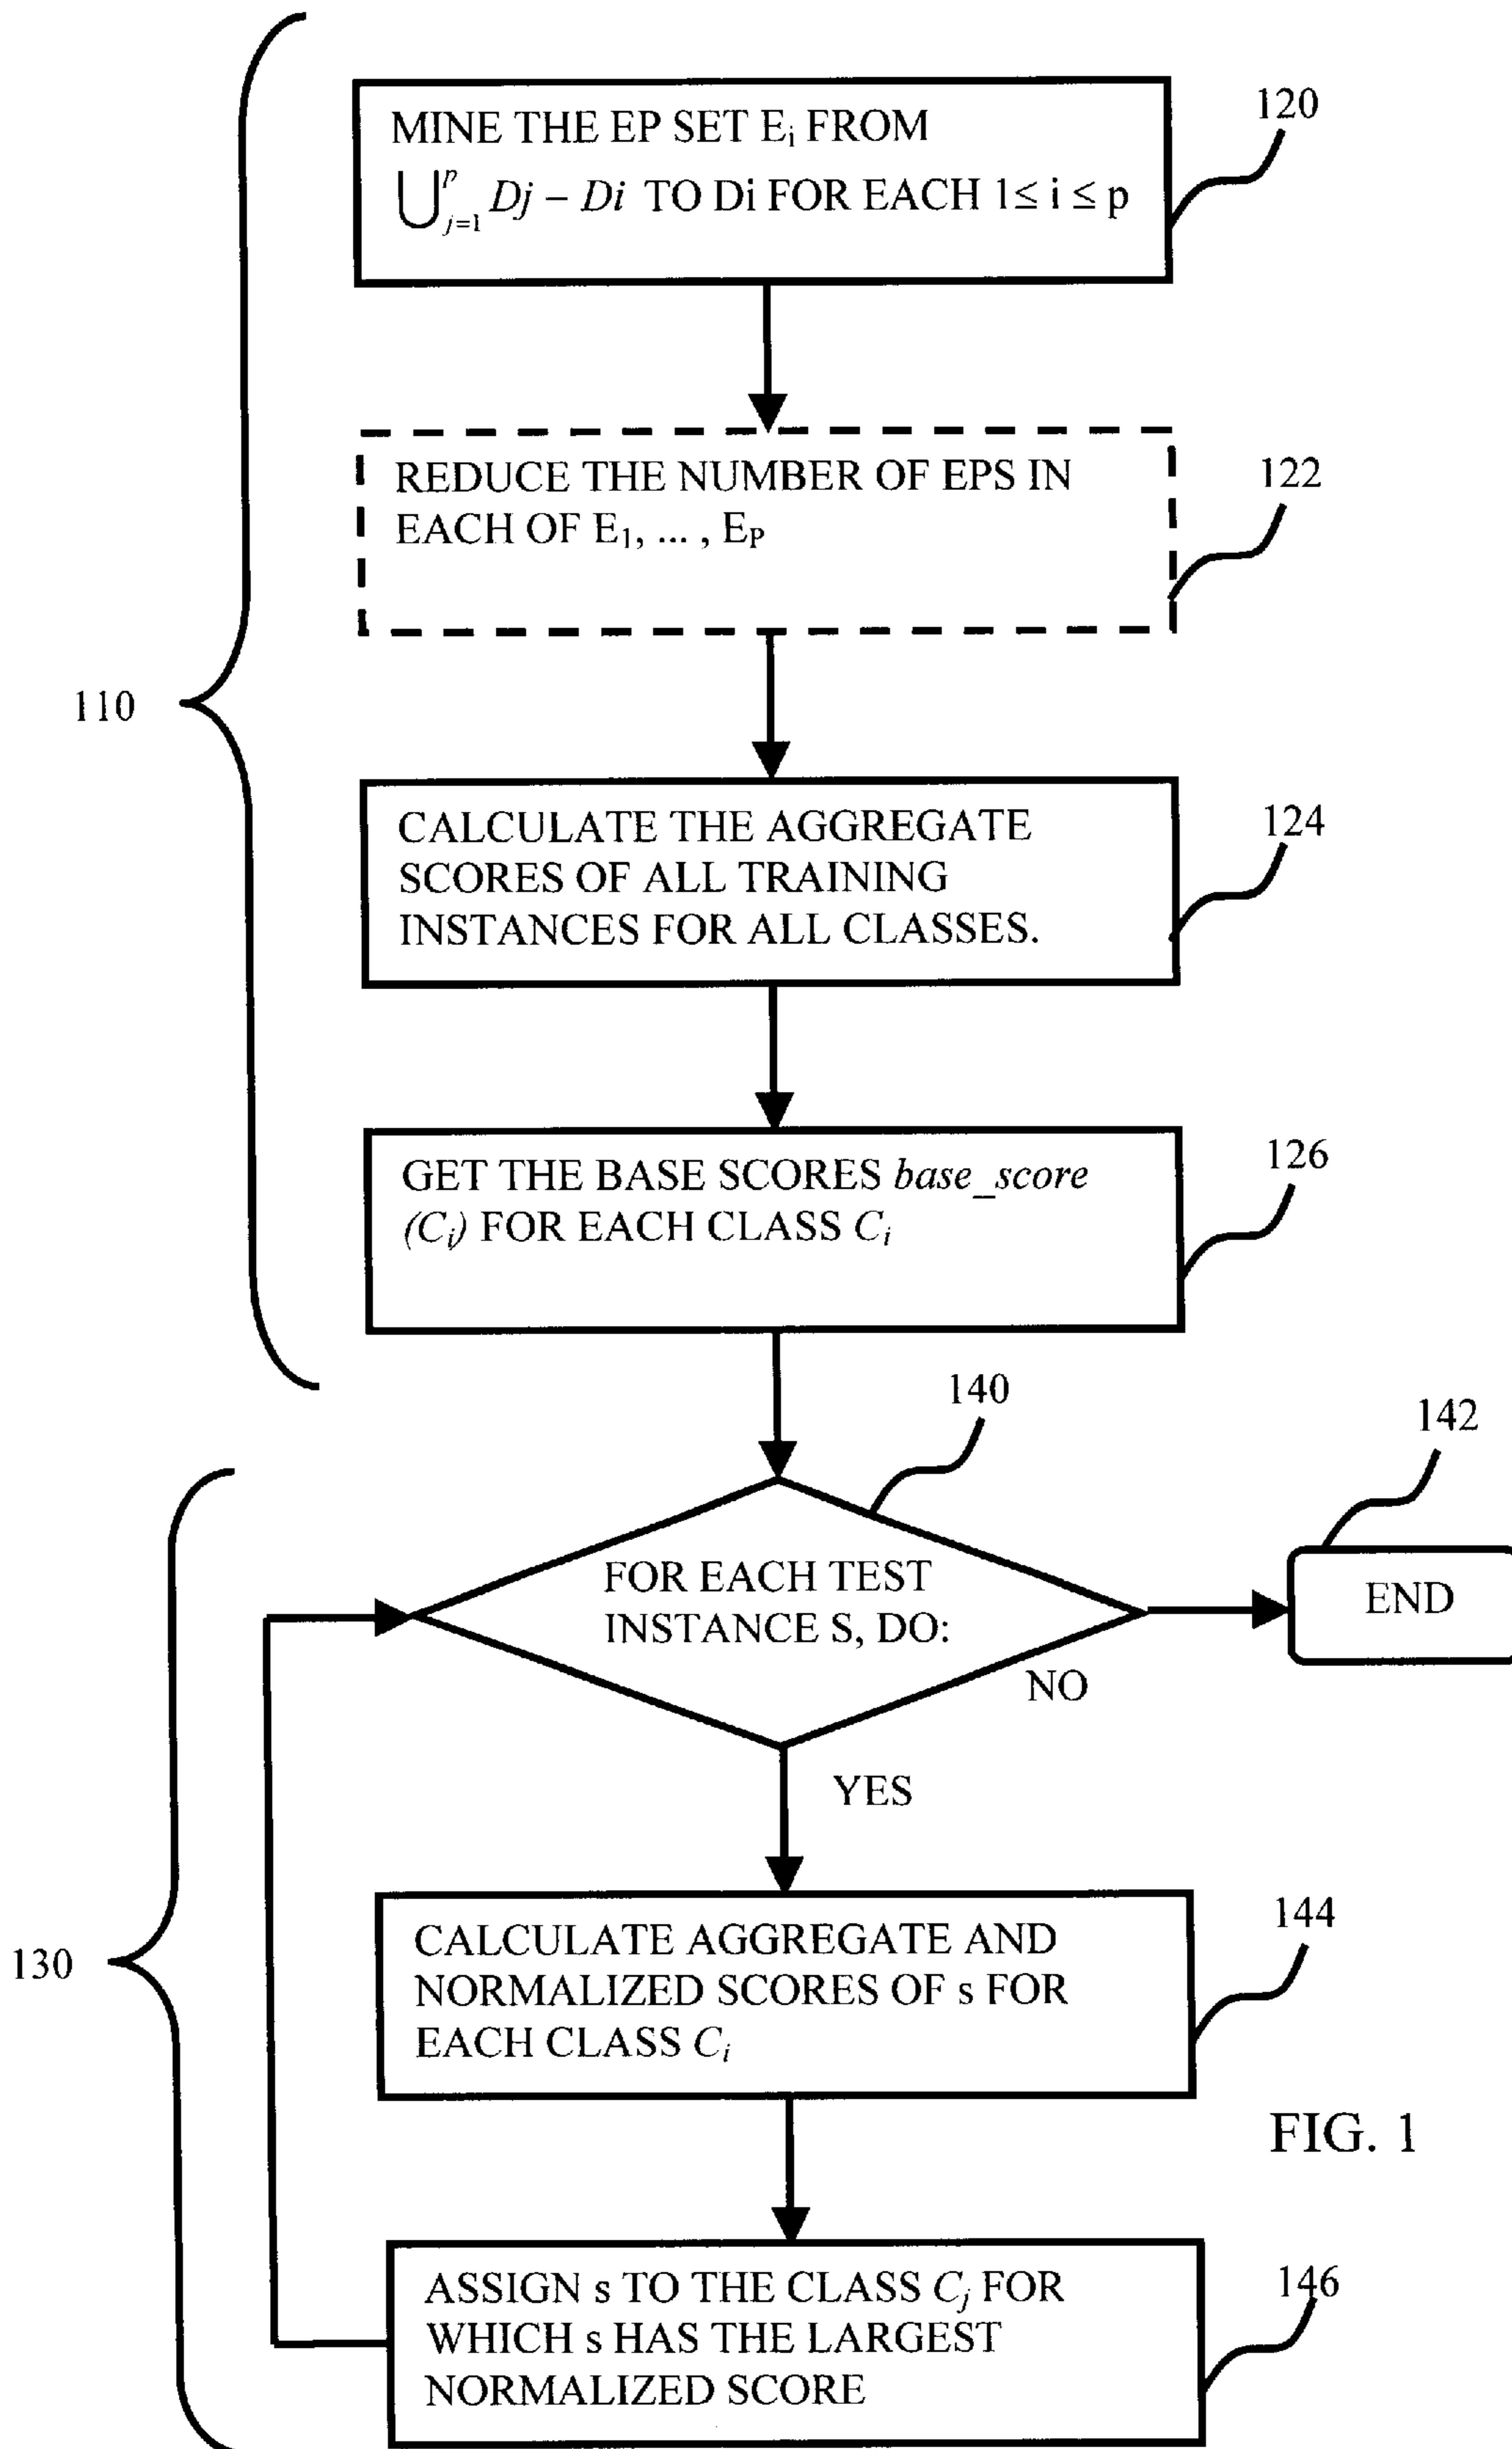 120
MINE THE EP SET Eᵢ FROM
⋃ᵖⱼ₌₁ Dj – Di TO Di FOR EACH 1≤ i ≤ p
122
REDUCE THE NUMBER OF EPS IN
EACH OF E₁, ... , Eₚ
110
124
CALCULATE THE AGGREGATE
SCORES OF ALL TRAINING
INSTANCES FOR ALL CLASSES.
126
GET THE BASE SCORES base_score
(Cᵢ) FOR EACH CLASS Cᵢ
140
142
FOR EACH TEST
INSTANCE S, DO:
END
NO
YES
130
144
CALCULATE AGGREGATE AND
NORMALIZED SCORES OF s FOR
EACH CLASS Cᵢ
FIG. 1
146
ASSIGN s TO THE CLASS Cⱼ FOR
WHICH s HAS THE LARGEST
NORMALIZED SCORE